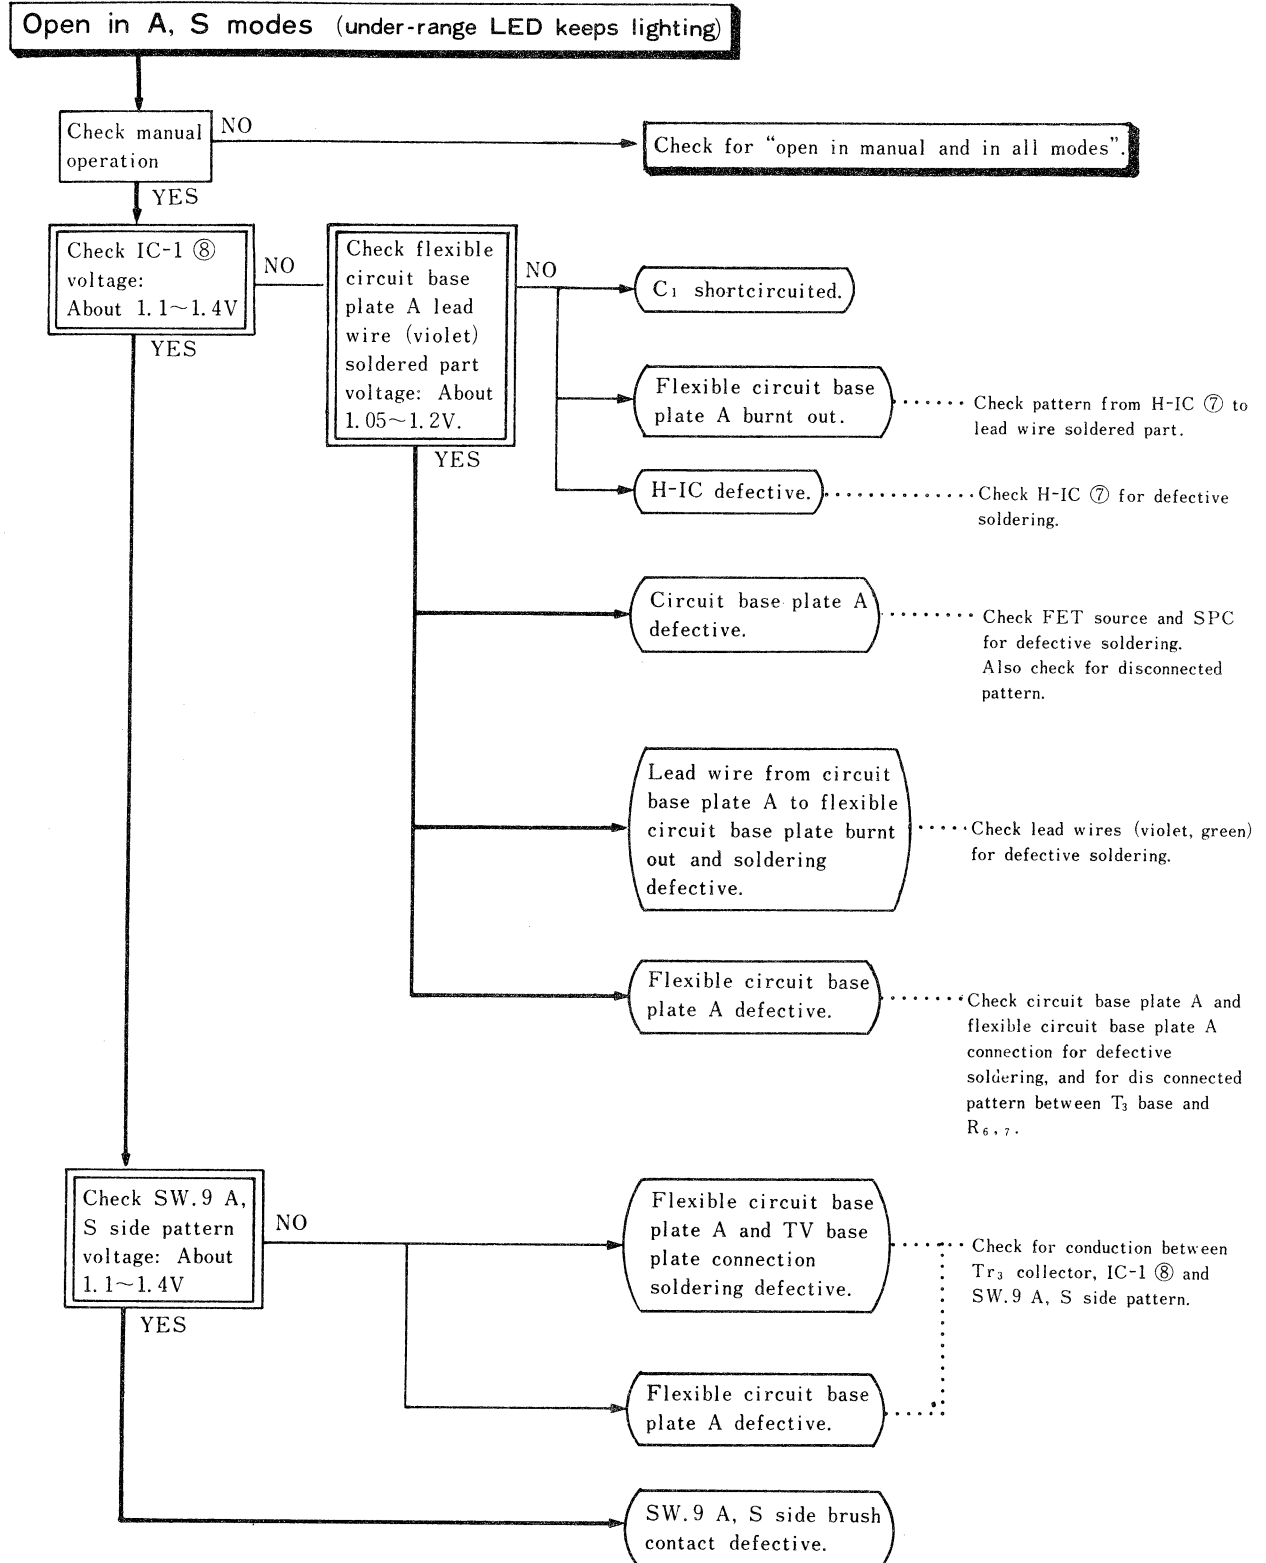 Open in A, S modes (under-range LED keeps lighting)
Check manual
operation
NO
Check for “open in manual and in all modes”.
YES
Check IC-1 ⑧
voltage:
About 1.1~1.4V
NO
YES
Check flexible
circuit base
plate A lead
wire (violet)
soldered part
voltage: About
1.05~1.2V.
NO
YES
C₁ shortcircuited.
Flexible circuit base
plate A burnt out.
Check pattern from H-IC ⑦ to
lead wire soldered part.
H-IC defective.
Check H-IC ⑦ for defective
soldering.
Circuit base plate A
defective.
Check FET source and SPC
for defective soldering.
Also check for disconnected
pattern.
Lead wire from circuit
base plate A to flexible
circuit base plate burnt
out and soldering
defective.
Check lead wires (violet, green)
for defective soldering.
Flexible circuit base
plate A defective.
Check circuit base plate A and
flexible circuit base plate A
connection for defective
soldering, and for dis connected
pattern between T₃ base and
R₆,₇.
Check SW.9 A,
S side pattern
voltage: About
1.1~1.4V
NO
YES
Flexible circuit base
plate A and TV base
plate connection
soldering defective.
Check for conduction between
Tr₃ collector, IC-1 ⑧ and
SW.9 A, S side pattern.
Flexible circuit base
plate A defective.
SW.9 A, S side brush
contact defective.